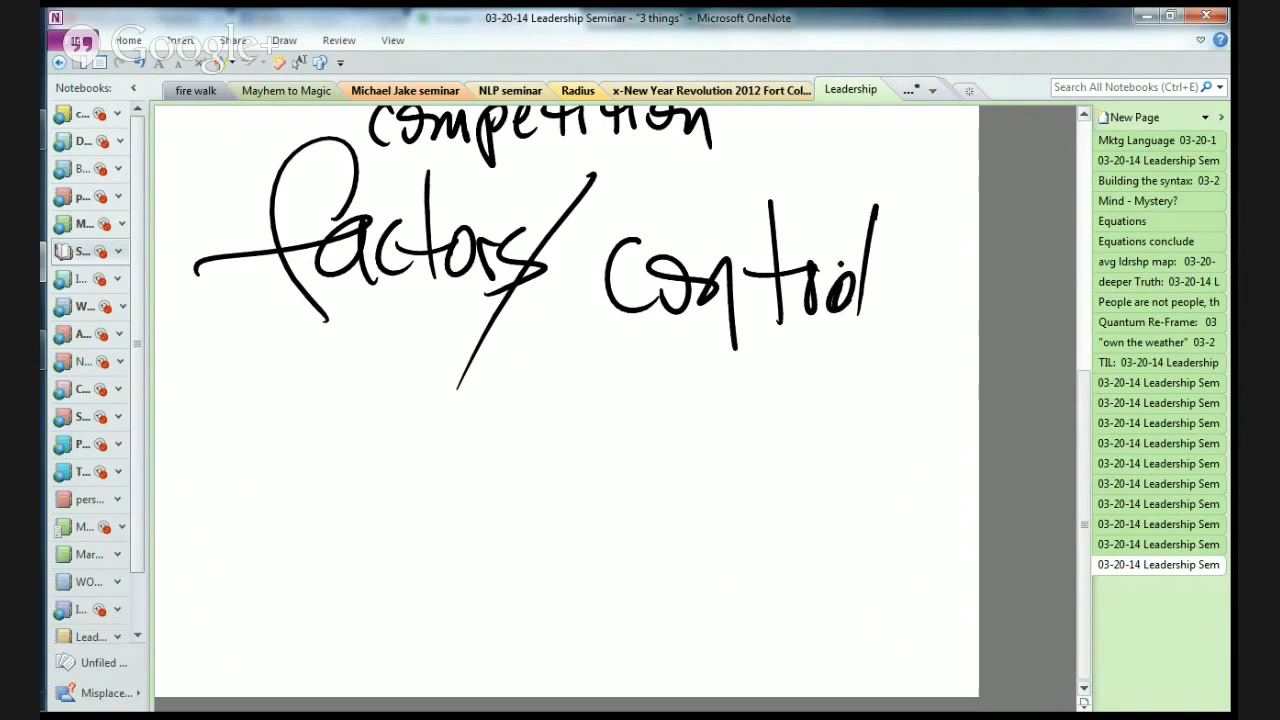 03-20-14 Leadership Seminar - "3 things" - Microsoft OneNote
Google+
Home Insert Share Draw Review View
Notebooks:
fire walk Mayhem to Magic Michael Jake seminar NLP seminar Radius x-New Year Revolution 2012 Fort Col... Leadership ...*
Search All Notebooks (Ctrl+E)
C...
D...
B...
p...
M...
S...
I...
W...
A...
N...
C...
S...
P...
T...
pers...
M...
Mar...
WO...
I...
Lead...
Unfiled ...
Misplace...
competition
factors/ control
New Page
Mktg Language 03-20-1
03-20-14 Leadership Sem
Building the syntax: 03-2
Mind - Mystery?
Equations
Equations conclude
avg ldrshp map: 03-20-
deeper Truth: 03-20-14 L
People are not people, th
Quantum Re-Frame: 03
"own the weather" 03-2
TIL: 03-20-14 Leadership
03-20-14 Leadership Sem
03-20-14 Leadership Sem
03-20-14 Leadership Sem
03-20-14 Leadership Sem
03-20-14 Leadership Sem
03-20-14 Leadership Sem
03-20-14 Leadership Sem
03-20-14 Leadership Sem
03-20-14 Leadership Sem
03-20-14 Leadership Sem